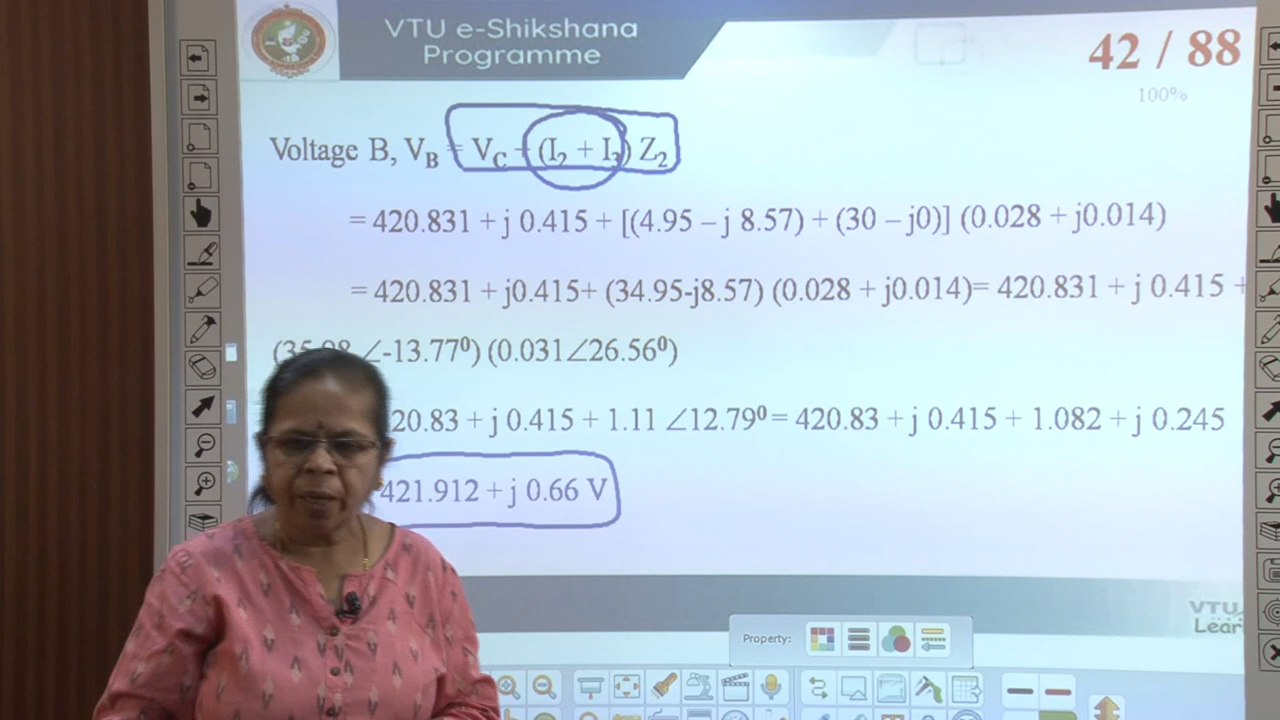 VTU e-Shikshana
Programme
42 / 88
100%
Voltage B, V_B = V_C + (I₂ + I₃) Z₂
= 420.831 + j 0.415 + [(4.95 – j 8.57) + (30 – j0)] (0.028 + j0.014)
= 420.831 + j0.415+ (34.95-j8.57) (0.028 + j0.014)= 420.831 + j 0.415 +
∠-13.77⁰) (0.031∠26.56⁰)
20.83 + j 0.415 + 1.11 ∠12.79⁰ = 420.83 + j 0.415 + 1.082 + j 0.245
421.912 + j 0.66 V
VTU
Property: